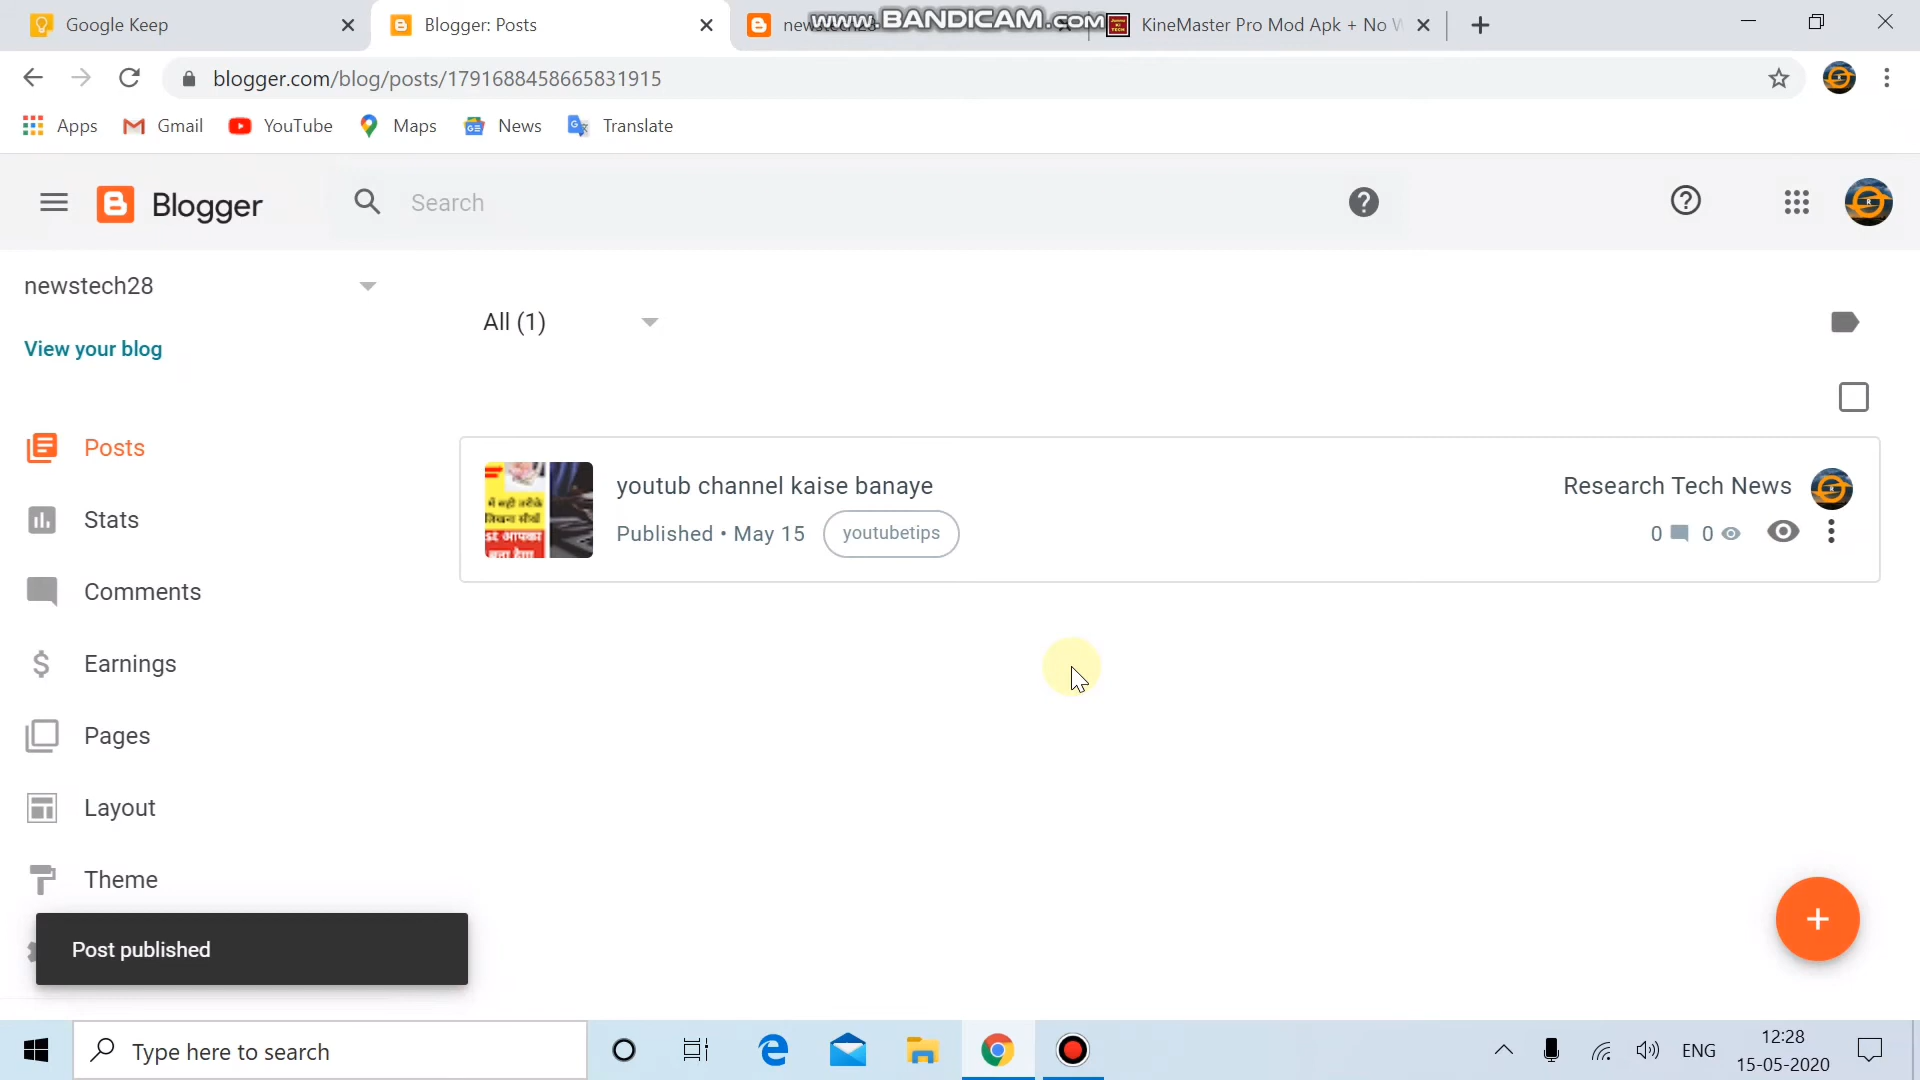 Google Keep
Blogger: Posts
www.BANDICAM.com
KineMaster Pro Mod Apk + No W
blogger.com/blog/posts/1791688458665831915
Apps
Gmail
YouTube
Maps
News
Translate
Blogger
Search
newstech28
All (1)
View your blog
Posts
youtub channel kaise banaye
Research Tech News
Published • May 15
youtubetips
0
0
Stats
Comments
Earnings
Pages
Layout
Theme
Post published
Type here to search
ENG
12:28
15-05-2020